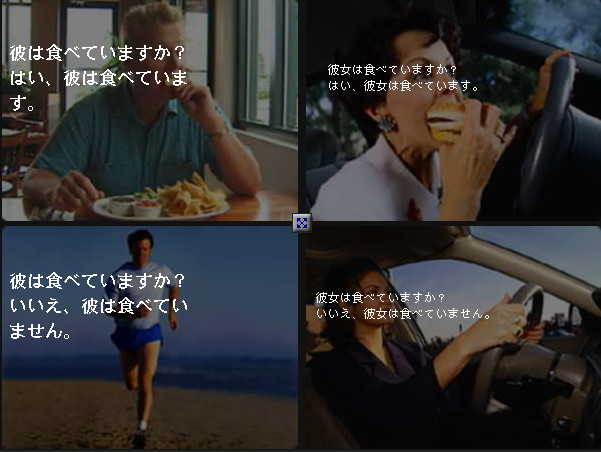 彼は食べていますか？
はい、彼は食べていま
す。
彼女は食べていますか？
はい、彼女は食べています。
彼は食べていますか？
いいえ、彼は食べてい
ません。
彼女は食べていますか？
いいえ、彼女は食べていません。